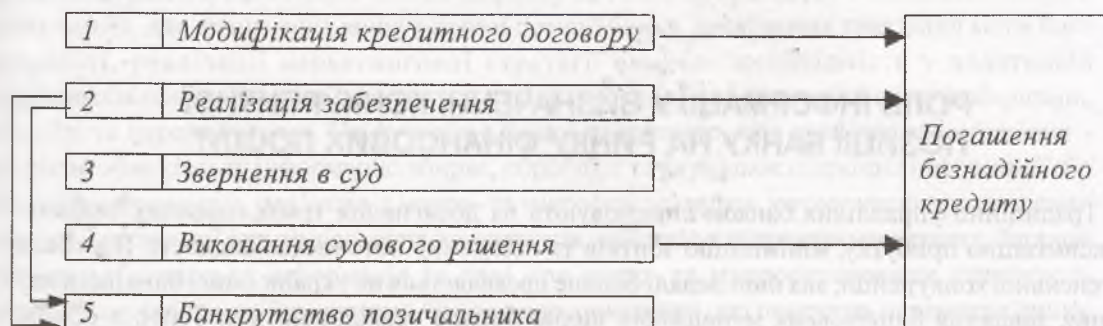 1 Модифікація кредитного договору
2 Реалізація забезпечення
3 Звернення в суд
4 Виконання судового рішення
5 Банкрутство позичальника
Погашення
безнадійного
кредиту